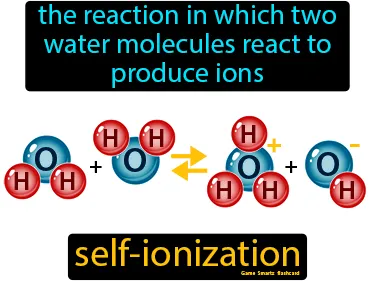 the reaction in which two
water molecules react to
produce ions
H
H H + H
O + O O + O -
H H H H H
self-ionization
Game Smartz flashcard